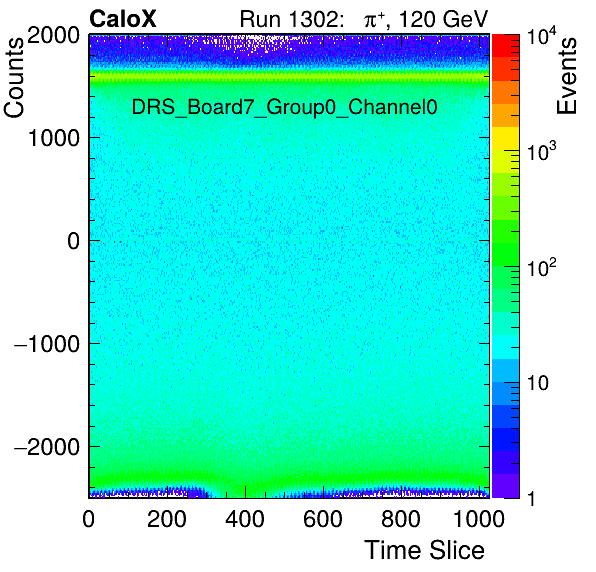 CaloX Run 1302: π⁺, 120 GeV
Counts
Events
DRS_Board7_Group0_Channel0
2000
1000
0
−1000
−2000
10⁴
10³
10²
10
1
0 200 400 600 800 1000
Time Slice